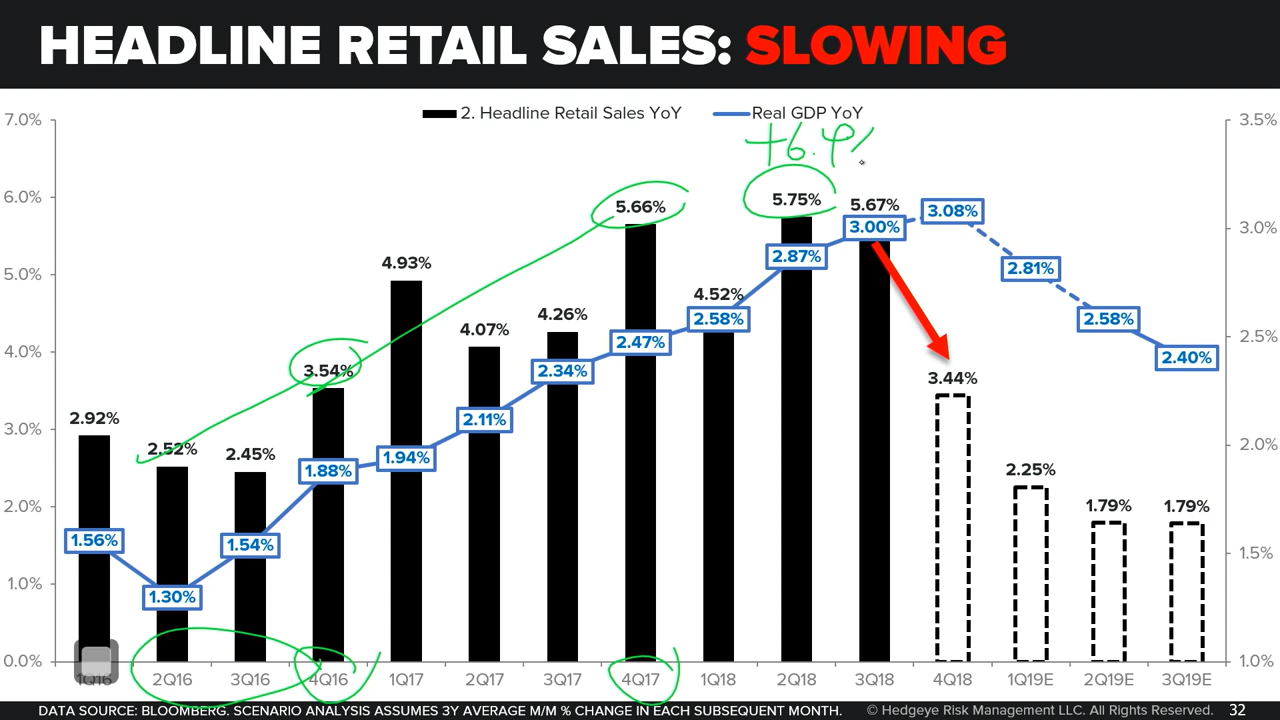 HEADLINE RETAIL SALES: SLOWING
2. Headline Retail Sales YoY Real GDP YoY
7.0% 3.5%
+6.4%
6.0% 5.66% 5.75% 5.67% 3.08%
3.00% 3.0%
2.87%
5.0% 4.93% 2.81%
4.26% 4.52% 2.58% 2.58%
4.07% 2.47% 2.5%
4.0% 3.54% 2.34% 3.44% 2.40%
2.92% 2.11%
3.0% 2.52% 2.45% 2.0%
1.88% 1.94% 2.25%
2.0% 1.79% 1.79%
1.56% 1.54% 1.5%
1.0% 1.30%
0.0% 1.0%
1Q16 2Q16 3Q16 4Q16 1Q17 2Q17 3Q17 4Q17 1Q18 2Q18 3Q18 4Q18 1Q19E 2Q19E 3Q19E
DATA SOURCE: BLOOMBERG. SCENARIO ANALYSIS ASSUMES 3Y AVERAGE M/M % CHANGE IN EACH SUBSEQUENT MONTH. © Hedgeye Risk Management LLC. All Rights Reserved. 32